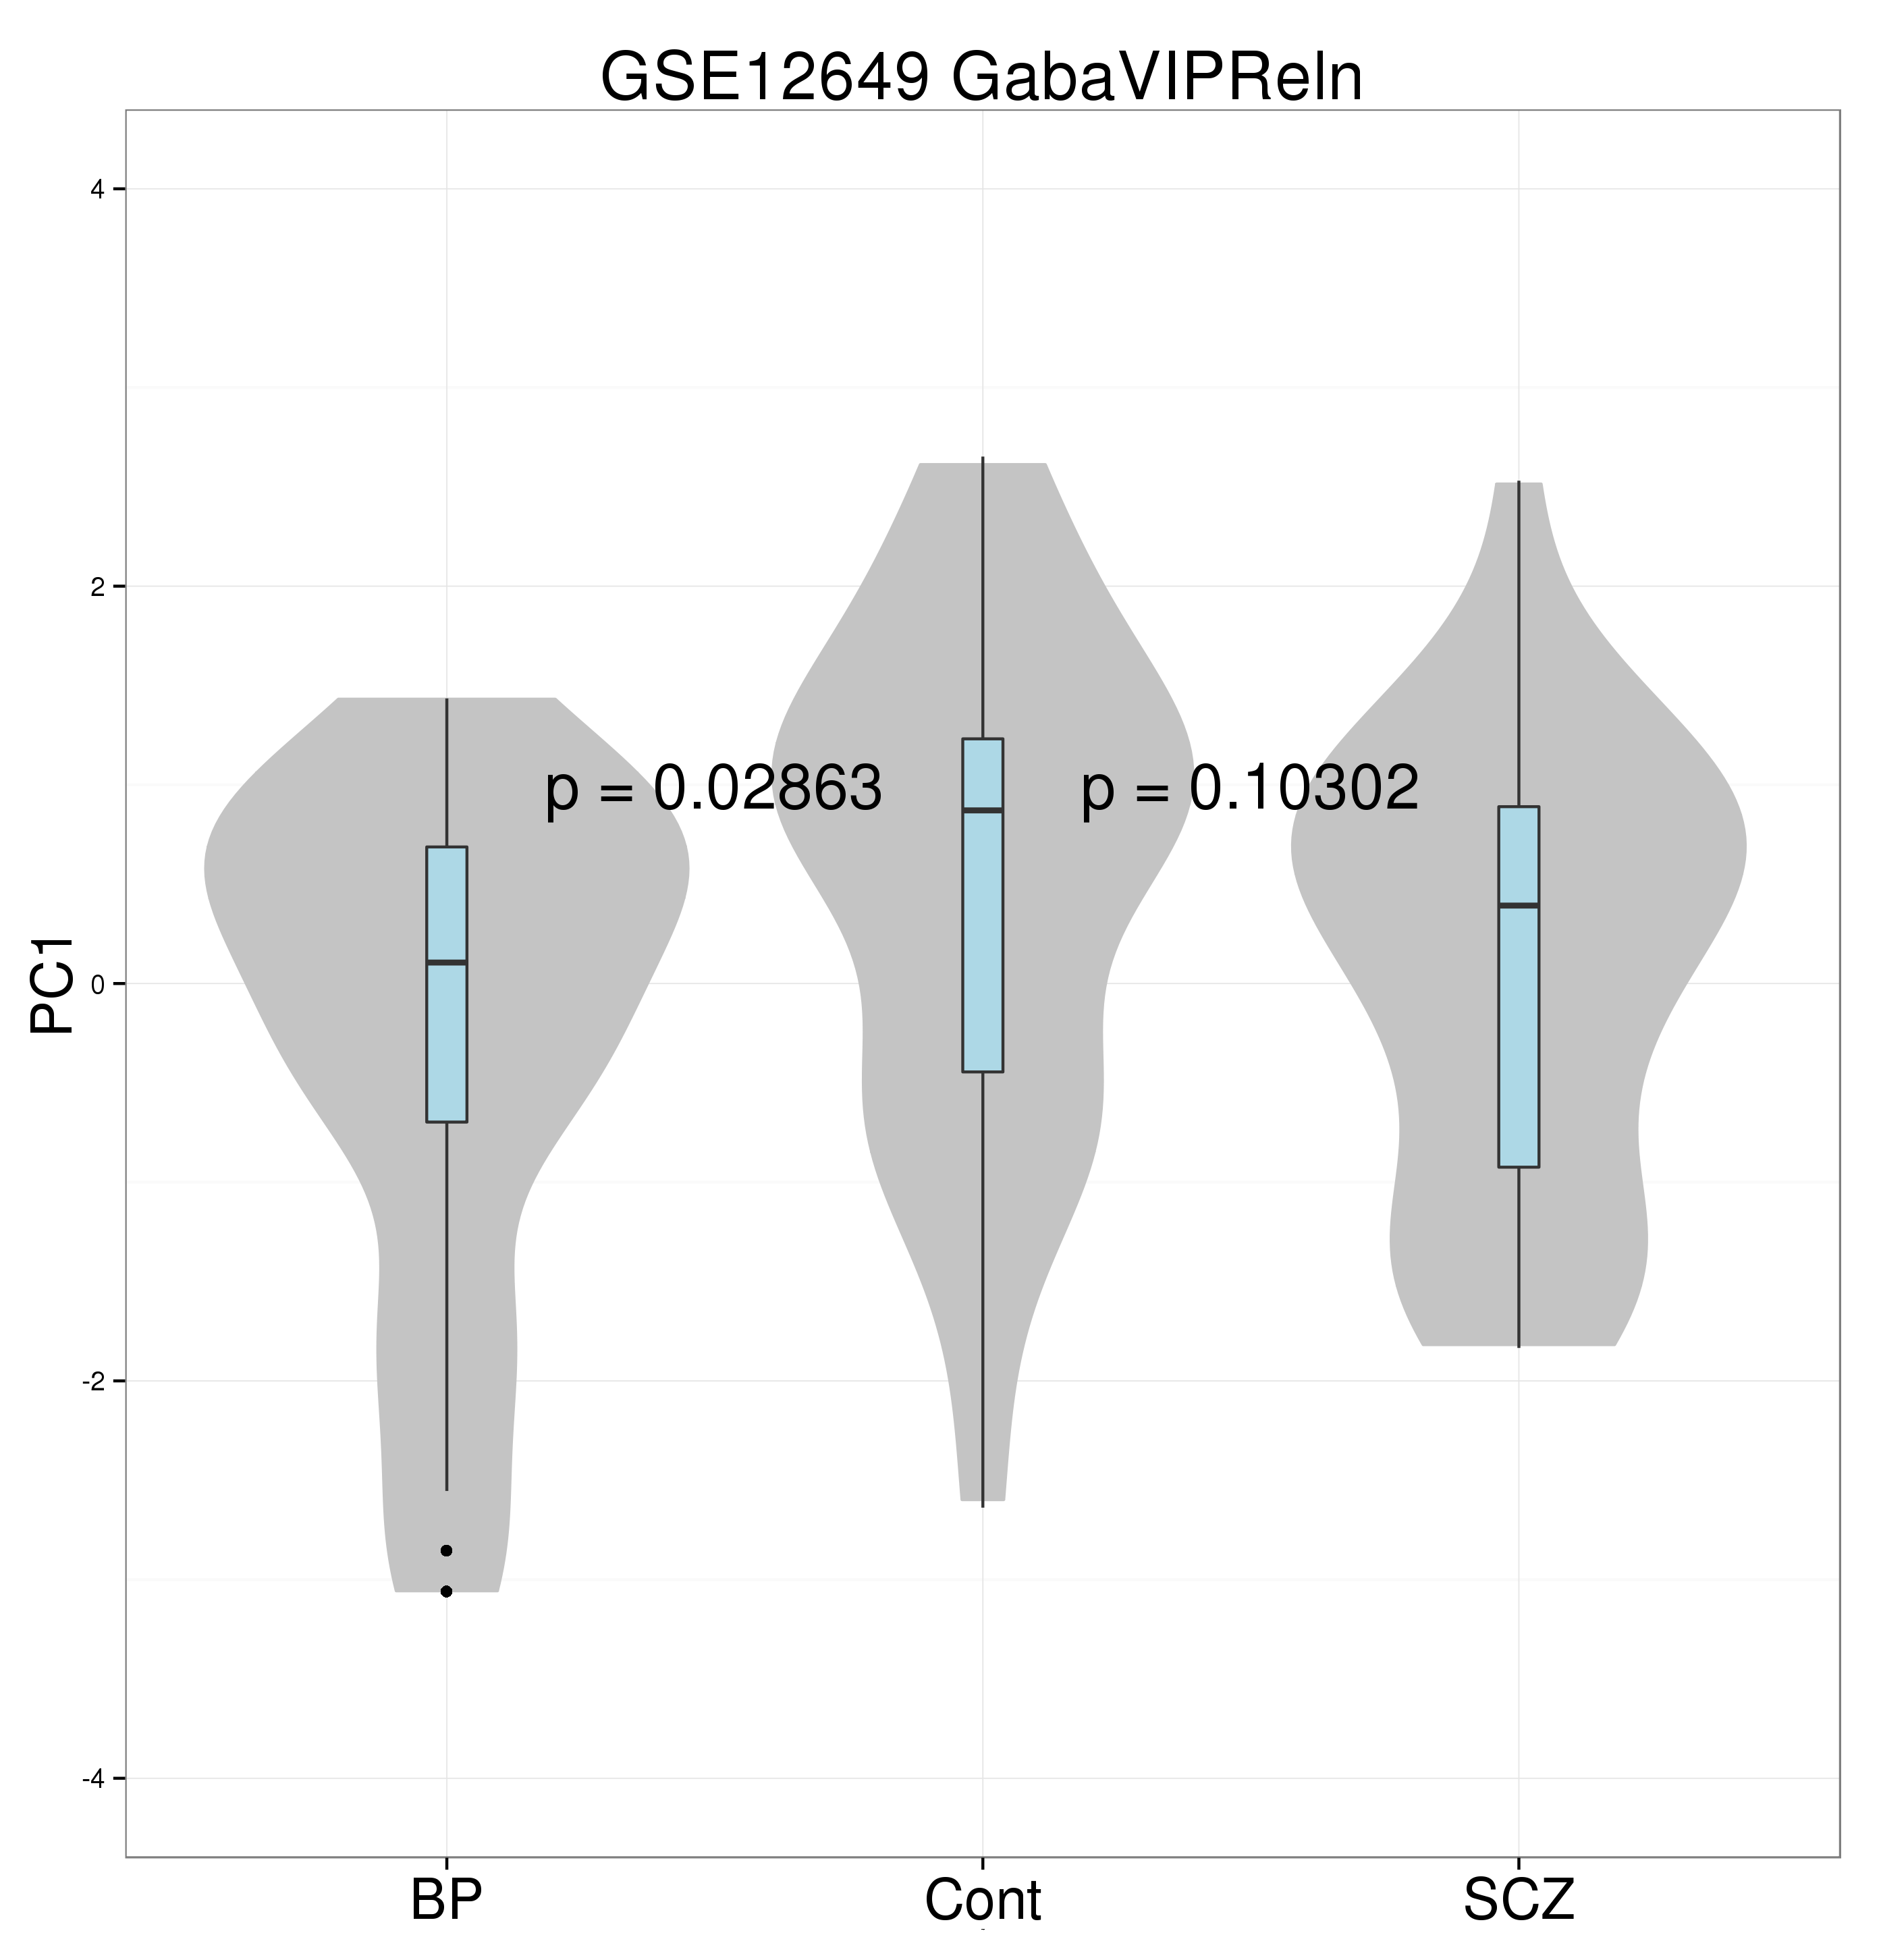 GSE12649 GabaVIPReln
4
2
0
-2
-4
PC1
p = 0.02863
p = 0.10302
BP
Cont
SCZ